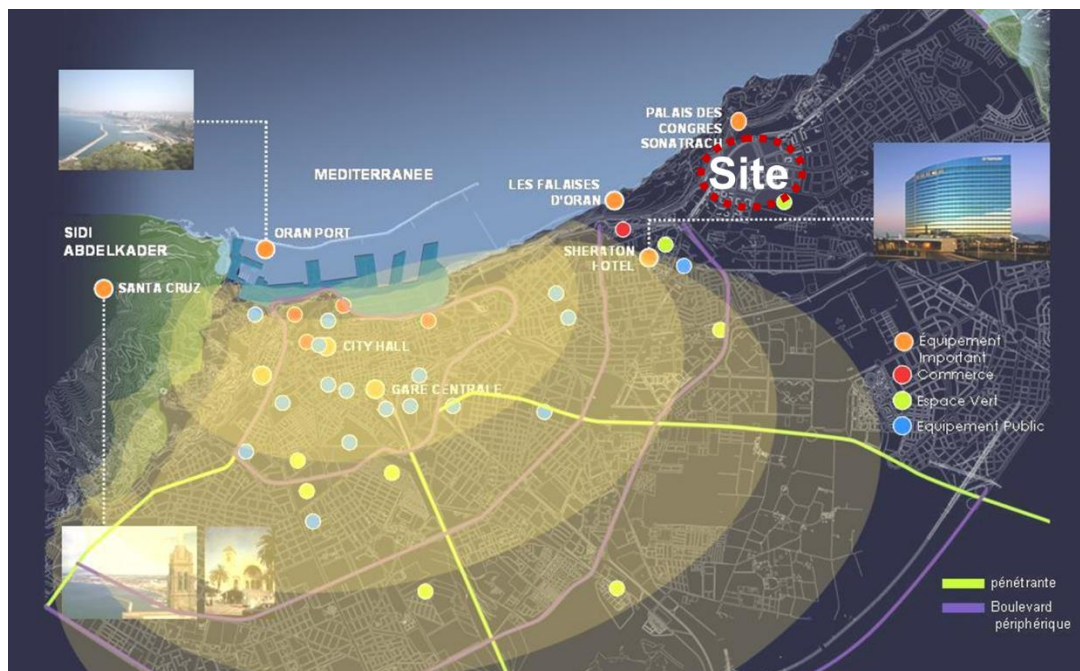 PALAIS DES
CONGRES
SONATRACH
Site
MEDITERRANEE
LES FALAISES
D'ORAN
SIDI
ABDELKADER
ORAN PORT
SHERATON
HOTEL
SANTA CRUZ
CITY HALL
GARE CENTRALE
Equipement
Important
Commerce
Espace Vert
Equipement Public
pénétrante
Boulevard
périphérique